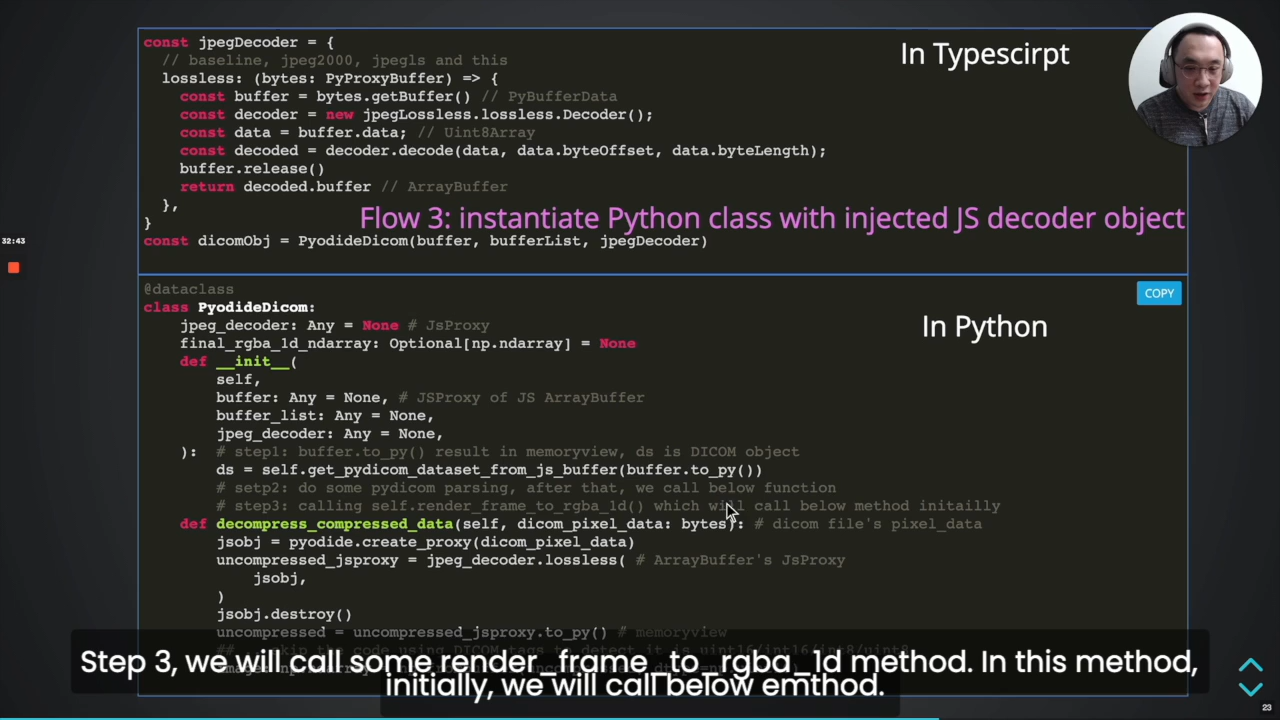 const jpegDecoder = {
// baseline, jpeg2000, jpegls and this
lossless: (bytes: PyProxyBuffer) => {
const buffer = bytes.getBuffer() // PyBufferData
const decoder = new jpegLossless.lossless.Decoder();
const data = buffer.data; // Uint8Array
const decoded = decoder.decode(data, data.byteOffset, data.byteLength);
buffer.release()
return decoded.buffer // ArrayBuffer
},
}
const dicomObj = PyodideDicom(buffer, bufferList, jpegDecoder)
In Typescirpt
Flow 3: instantiate Python class with injected JS decoder object
32:43
@dataclass
class PyodideDicom:
jpeg_decoder: Any = None # JsProxy
final_rgba_1d_ndarray: Optional[np.ndarray] = None
def __init__(
self,
buffer: Any = None, # JSProxy of JS ArrayBuffer
buffer_list: Any = None,
jpeg_decoder: Any = None,
): # step1: buffer.to_py() result in memoryview, ds is DICOM object
ds = self.get_pydicom_dataset_from_js_buffer(buffer.to_py())
# setp2: do some pydicom parsing, after that, we call below function
# step3: calling self.render_frame_to_rgba_1d() which will call below method initailly
def decompress_compressed_data(self, dicom_pixel_data: bytes): # dicom file's pixel_data
jsobj = pyodide.create_proxy(dicom_pixel_data)
uncompressed_jsproxy = jpeg_decoder.lossless( # ArrayBuffer's JsProxy
jsobj,
)
jsobj.destroy()
uncompressed = uncompressed_jsproxy.to_py() # memoryview
COPY
In Python
Step 3, we will call some render_frame_to_rgba_1d method. In this method,
initially, we will call below emthod.
23